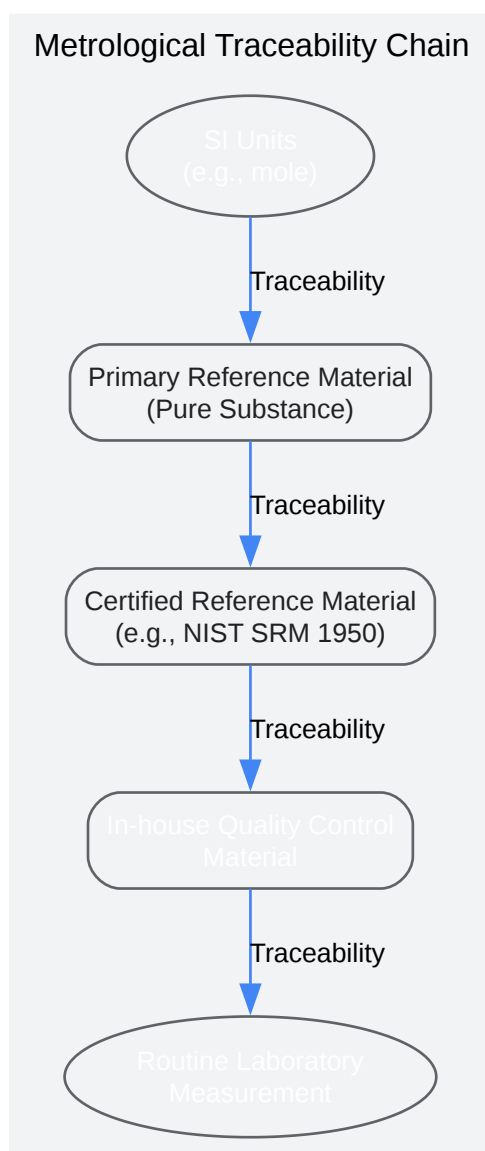 Metrological Traceability Chain
SI Units
(e.g., mole)
Traceability
Primary Reference Material
(Pure Substance)
Traceability
Certified Reference Material
(e.g., NIST SRM 1950)
Traceability
In-house Quality Control
Material
Traceability
Routine Laboratory
Measurement